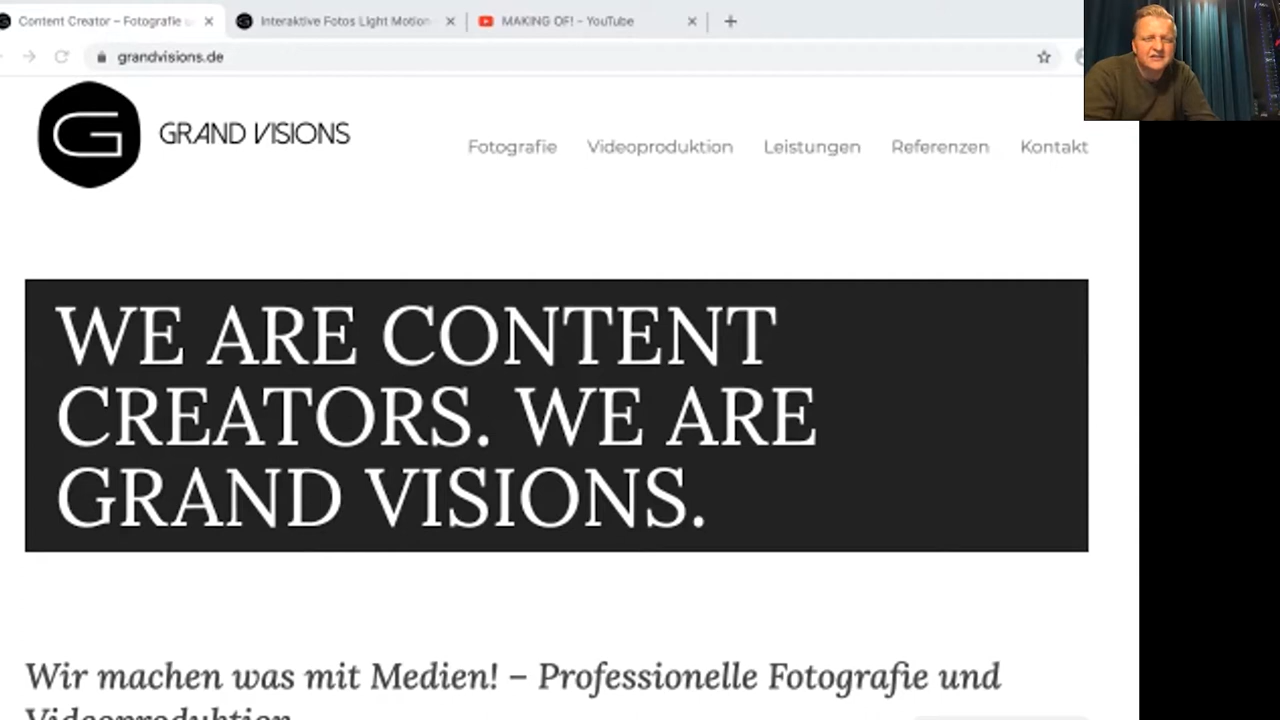 Content Creator – Fotografie
Interaktive Fotos Light Motion
MAKING OF! - YouTube
grandvisions.de
G
GRAND VISIONS
Fotografie
Videoproduktion
Leistungen
Referenzen
Kontakt
WE ARE CONTENT
CREATORS. WE ARE
GRAND VISIONS.
Wir machen was mit Medien! – Professionelle Fotografie und
Videoproduktion